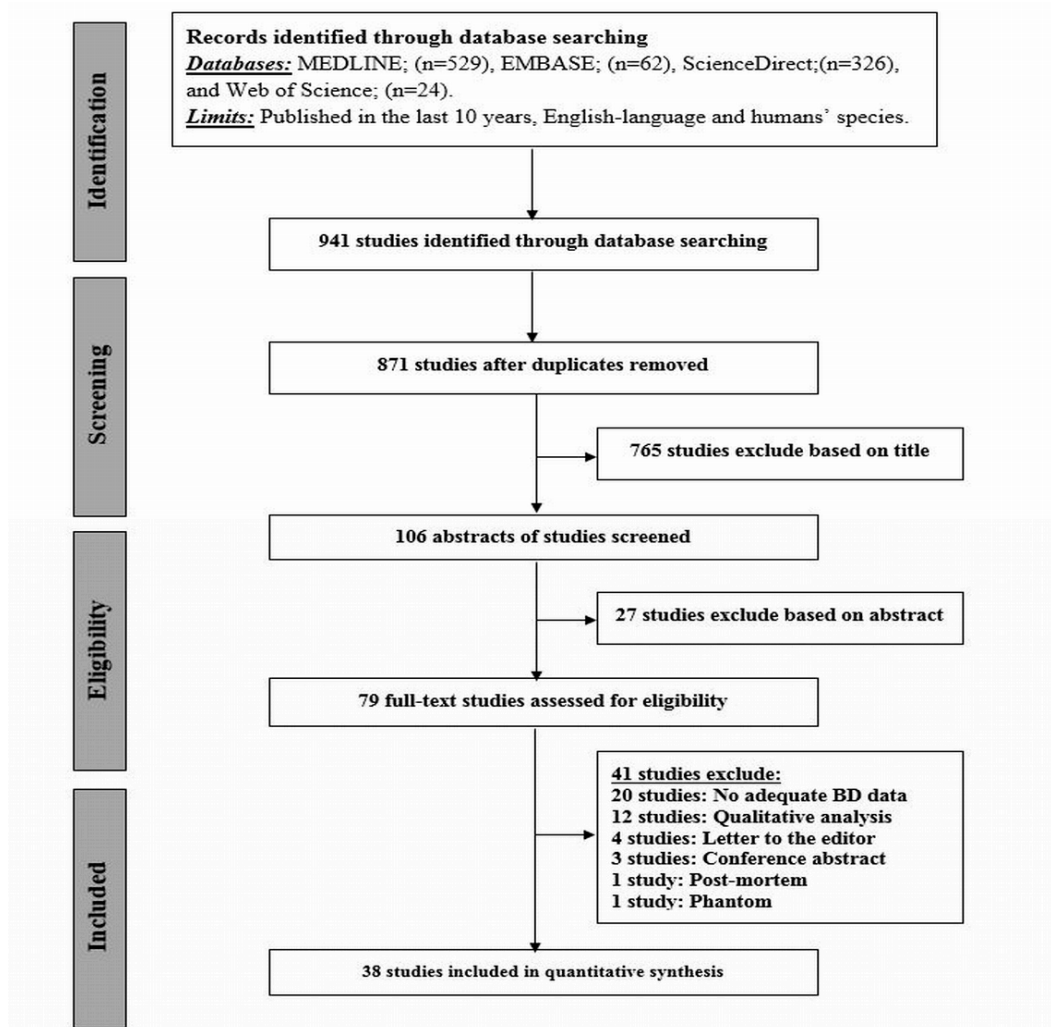 Identification
Records identified through database searching
Databases: MEDLINE; (n=529), EMBASE; (n=62), ScienceDirect;(n=326),
and Web of Science; (n=24).
Limits: Published in the last 10 years, English-language and humans’ species.
941 studies identified through database searching
Screening
871 studies after duplicates removed
765 studies exclude based on title
106 abstracts of studies screened
Eligibility
27 studies exclude based on abstract
79 full-text studies assessed for eligibility
Included
41 studies exclude:
20 studies: No adequate BD data
12 studies: Qualitative analysis
4 studies: Letter to the editor
3 studies: Conference abstract
1 study: Post-mortem
1 study: Phantom
38 studies included in quantitative synthesis